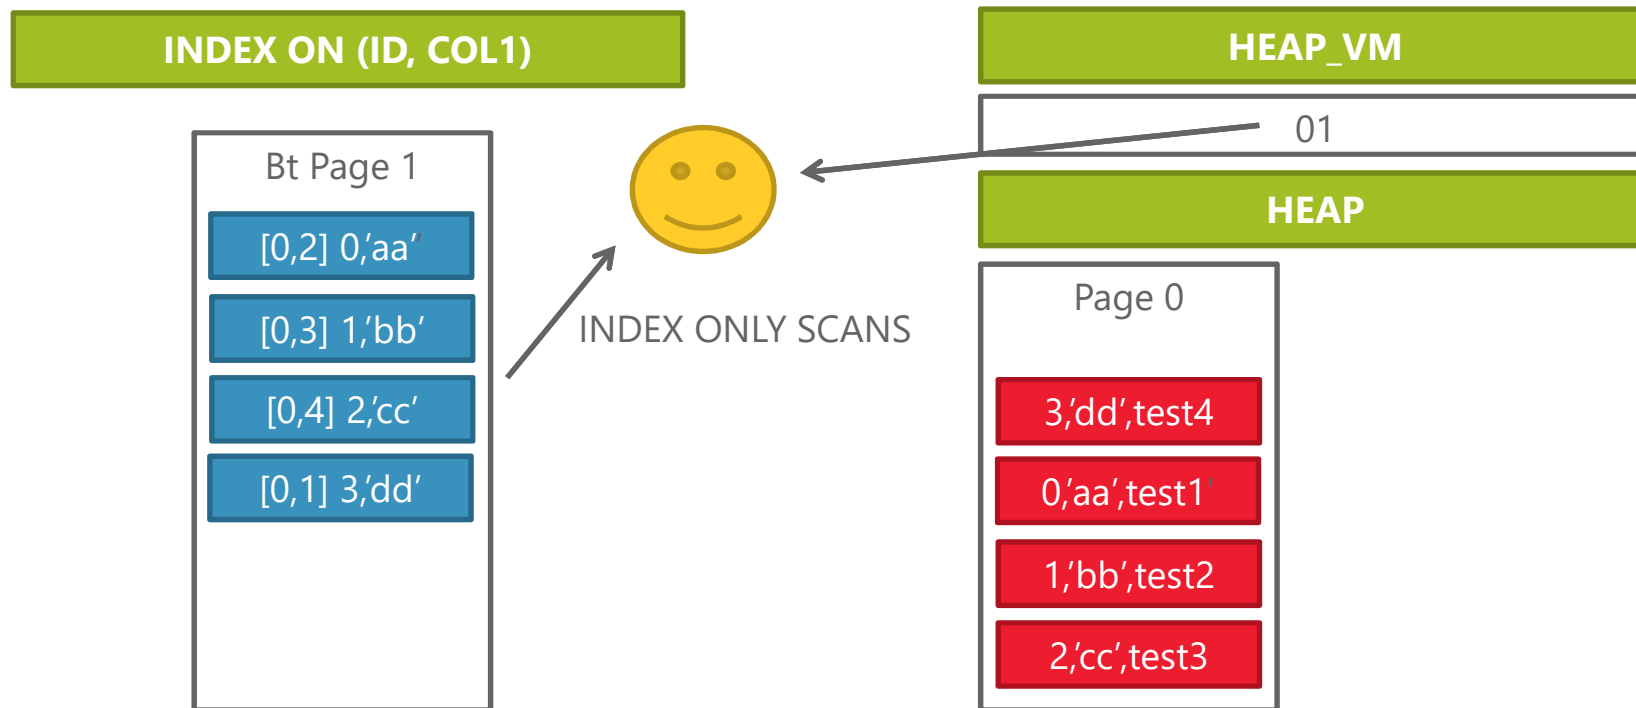 INDEX ON (ID, COL1)
Bt Page 1
[0,2] 0,’aa’’
[0,3] 1,’bb’
[0,4] 2,’cc’
[0,1] 3,’dd’
INDEX ONLY SCANS
HEAP_VM
01
HEAP
Page 0
3,’dd’,test4
0,’aa’,test1’
1,’bb’,test2
2,’cc’,test3